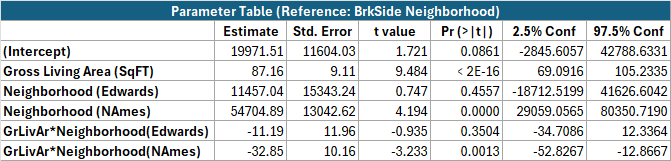 Parameter Table (Reference: BrkSide Neighborhood)
Estimate Std. Error t value Pr (>|t|) 2.5% Conf 97.5% Conf
(Intercept) 19971.51 11604.03 1.721 0.0861 -2845.6057 42788.6331
Gross Living Area (SqFT) 87.16 9.11 9.484 < 2E-16 69.0916 105.2335
Neighborhood (Edwards) 11457.04 15343.24 0.747 0.4557 -18712.5199 41626.6042
Neighborhood (NAmes) 54704.89 13042.62 4.194 0.0000 29059.0565 80350.7190
GrLivAr*Neighborhood(Edwards) -11.19 11.96 -0.935 0.3504 -34.7086 12.3364
GrLivAr*Neighborhood(NAmes) -32.85 10.16 -3.233 0.0013 -52.8267 -12.8667